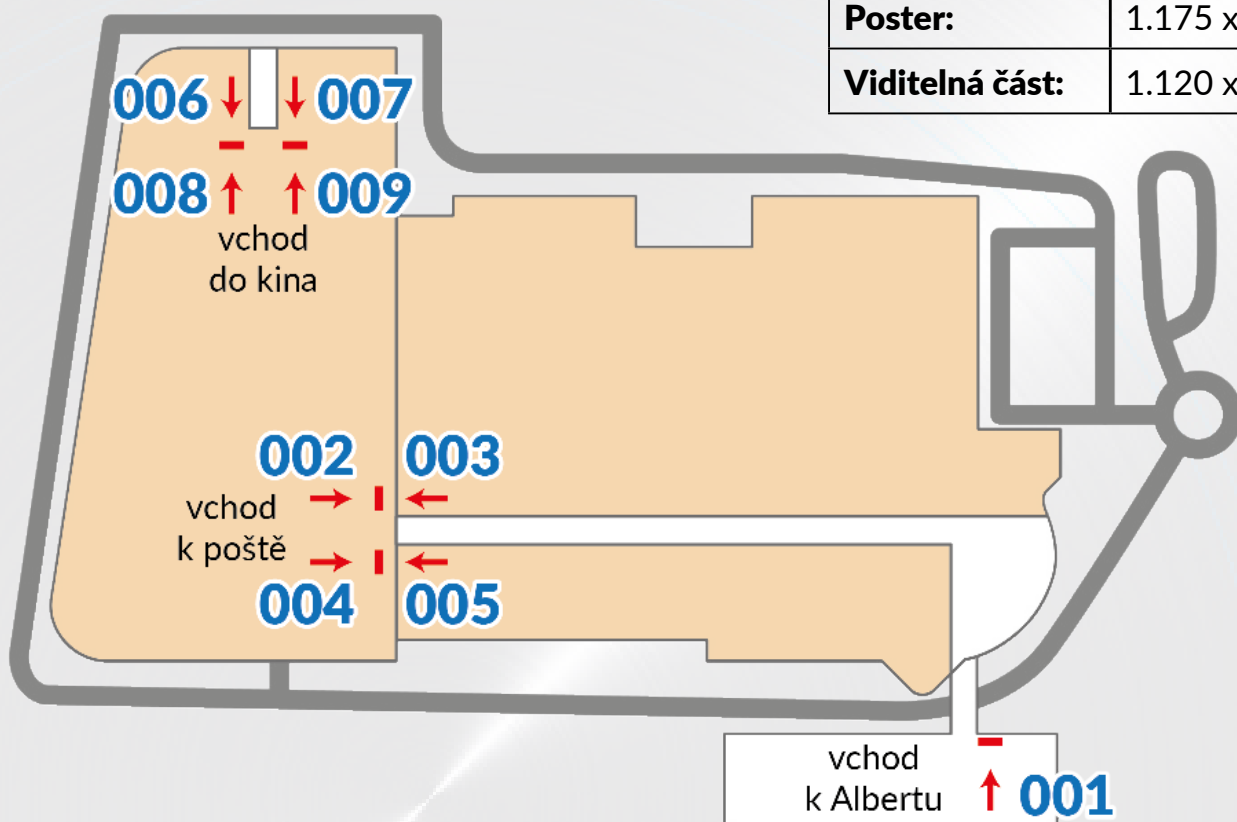 Poster: 1.175 x
Viditelná část: 1.120 x
006 007
008 009
vchod
do kina
002 003
vchod
k poště
004 005
vchod
k Albertu
001